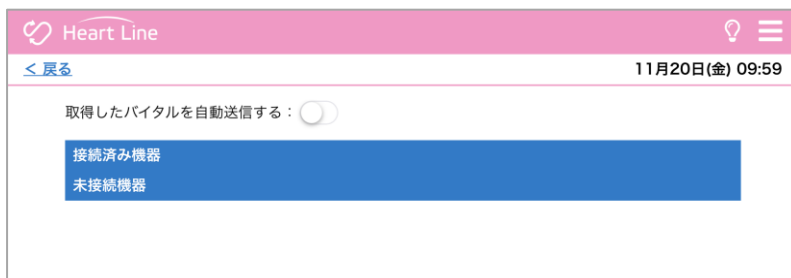 Heart Line
< 戻る
11月20日(金) 09:59
取得したバイタルを自動送信する：
接続済み機器
未接続機器